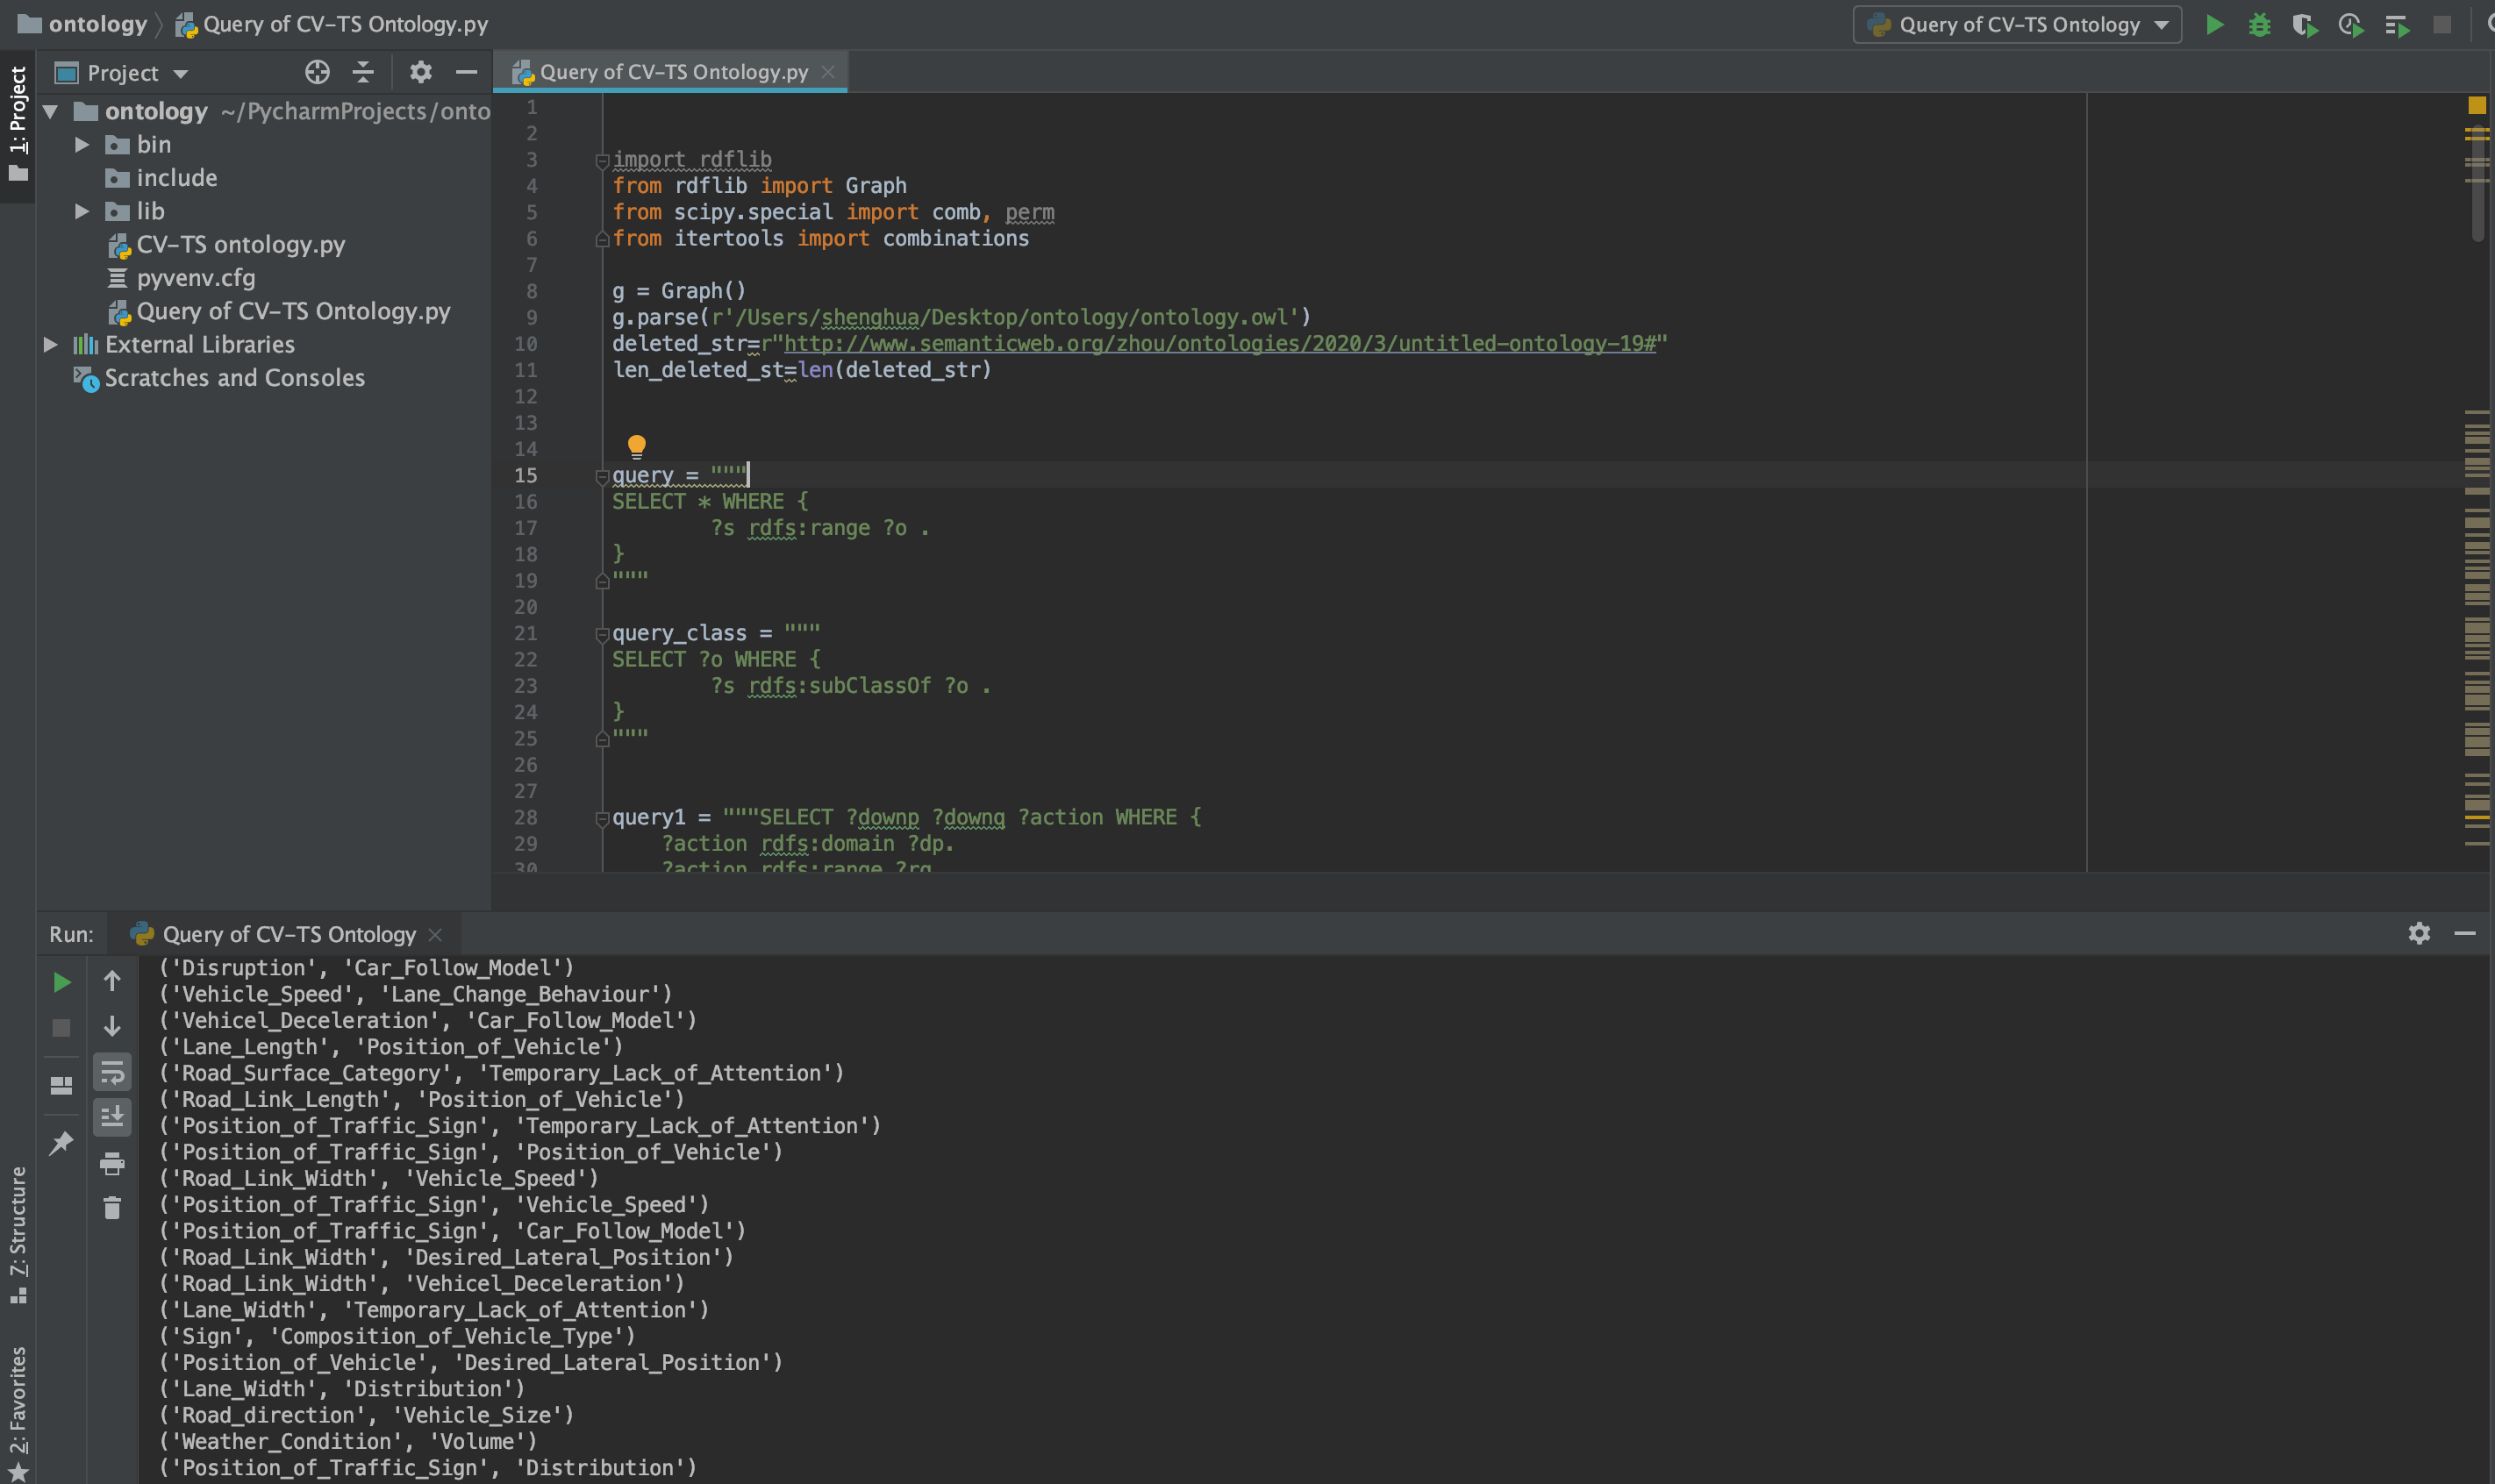 ontology Query of CV-TS Ontology.py
Query of CV-TS Ontology
1: Project
Project
ontology ~/PycharmProjects/onto
bin
include
lib
CV-TS ontology.py
pyvenv.cfg
Query of CV-TS Ontology.py
External Libraries
Scratches and Consoles
Query of CV-TS Ontology.py
1
2
3 import rdflib
4 from rdflib import Graph
5 from scipy.special import comb, perm
6 from itertools import combinations
7
8 g = Graph()
9 g.parse(r'/Users/shenghua/Desktop/ontology/ontology.owl')
10 deleted_str=r"http://www.semanticweb.org/zhou/ontologies/2020/3/untitled-ontology-19#"
11 len_deleted_st=len(deleted_str)
12
13
14
15 query = """
16 SELECT * WHERE {
17 ?s rdfs:range ?o .
18 }
19 """
20
21 query_class = """
22 SELECT ?o WHERE {
23 ?s rdfs:subClassOf ?o .
24 }
25 """
26
27
28 query1 = """SELECT ?downp ?downq ?action WHERE {
29 ?action rdfs:domain ?dp.
30 ?action rdfs:range ?rq
Run: Query of CV-TS Ontology
('Disruption', 'Car_Follow_Model')
('Vehicle_Speed', 'Lane_Change_Behaviour')
('Vehicel_Deceleration', 'Car_Follow_Model')
('Lane_Length', 'Position_of_Vehicle')
('Road_Surface_Category', 'Temporary_Lack_of_Attention')
('Road_Link_Length', 'Position_of_Vehicle')
('Position_of_Traffic_Sign', 'Temporary_Lack_of_Attention')
('Position_of_Traffic_Sign', 'Position_of_Vehicle')
('Road_Link_Width', 'Vehicle_Speed')
('Position_of_Traffic_Sign', 'Vehicle_Speed')
('Position_of_Traffic_Sign', 'Car_Follow_Model')
('Road_Link_Width', 'Desired_Lateral_Position')
('Road_Link_Width', 'Vehicel_Deceleration')
('Lane_Width', 'Temporary_Lack_of_Attention')
('Sign', 'Composition_of_Vehicle_Type')
('Position_of_Vehicle', 'Desired_Lateral_Position')
('Lane_Width', 'Distribution')
('Road_direction', 'Vehicle_Size')
('Weather_Condition', 'Volume')
('Position_of_Traffic_Sign', 'Distribution')
7: Structure
2: Favorites